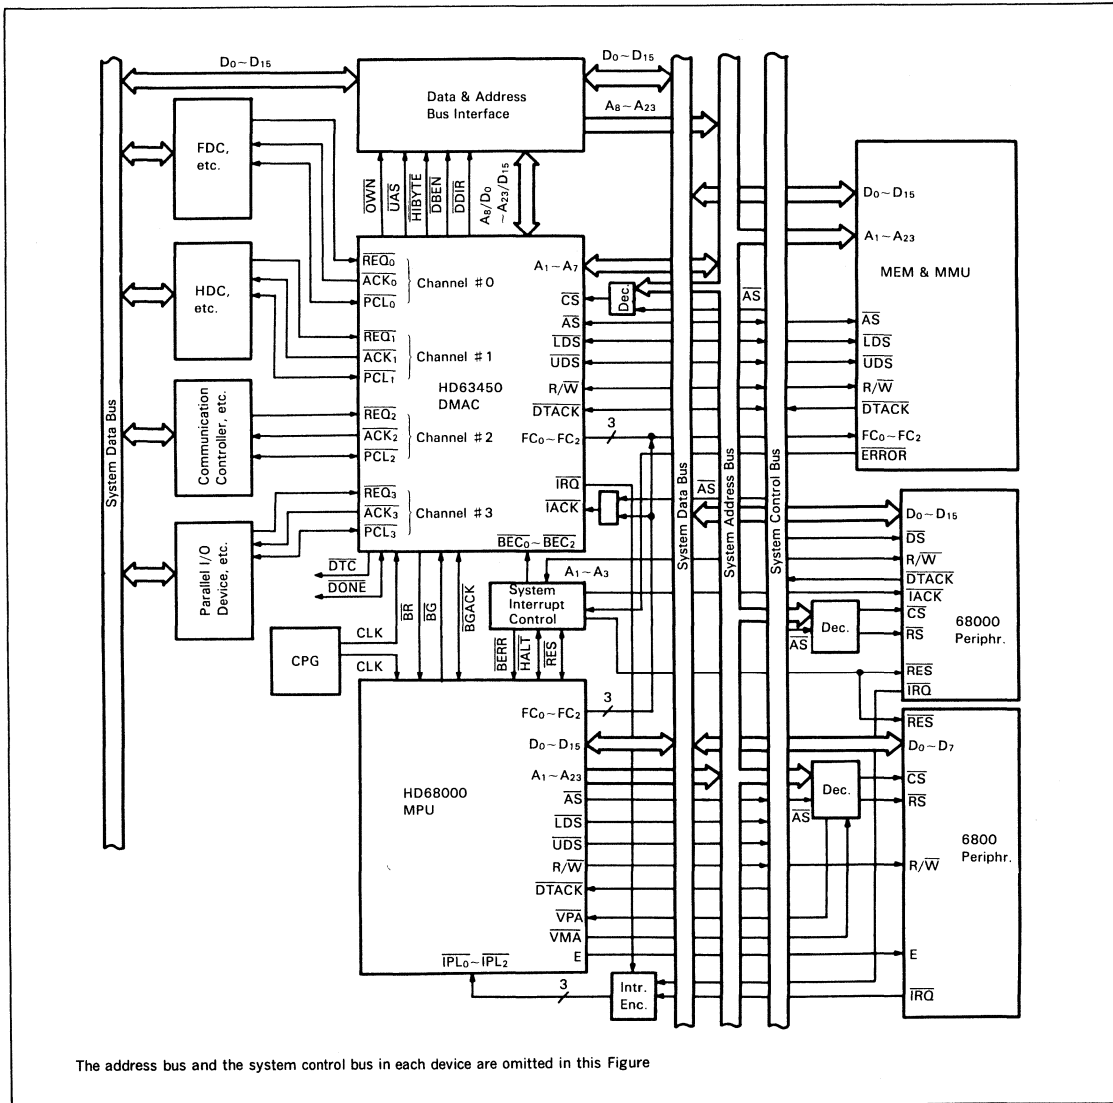 D0~D15
D0~D15
Data & Address
Bus Interface
A8~A23
FDC,
etc.
OWN
UAS
HIBYTE
DBEN
DDIR
A8/D0
~A23/D15
D0~D15
A1~A23
MEM & MMU
AS
LDS
UDS
R/W
DTACK
FC0~FC2
ERROR
HDC,
etc.
REQ0
ACK0
PCL0
Channel #0
REQ1
ACK1
PCL1
Channel #1
HD63450
DMAC
REQ2
ACK2
PCL2
Channel #2
REQ3
ACK3
PCL3
Channel #3
A1~A7
CS
Dec.
AS
AS
LDS
UDS
R/W
DTACK
FC0~FC2
3
IRQ
IACK
BEC0~BEC2
AS
System Data Bus
Communication
Controller, etc.
Parallel I/O
Device, etc.
System Data Bus
System Address Bus
System Control Bus
DTC
DONE
BR
BG
BGACK
A1~A3
System
Interrupt
Control
BERR
HALT
RES
CPG
CLK
CLK
D0~D15
DS
R/W
DTACK
IACK
CS
RS
RES
IRQ
68000
Periphr.
Dec.
AS
FC0~FC2
3
D0~D15
A1~A23
HD68000
MPU
AS
LDS
UDS
R/W
DTACK
VPA
VMA
E
IPL0~IPL2
3
Intr.
Enc.
Dec.
AS
RES
D0~D7
CS
RS
6800
Periphr.
R/W
E
IRQ
The address bus and the system control bus in each device are omitted in this Figure